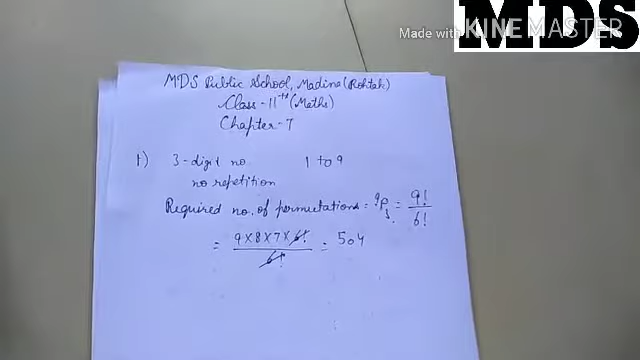 Made with KINEMASTER
MDS
MDS Public School, Madina (Rohtak)
Class-11th (Maths)
Chapter-7
1) 3-digit no. 1 to 9
no repetition
Required no. of permutations = ⁹P₃ = 9!/6!
= 9×8×7×6!/6! = 504